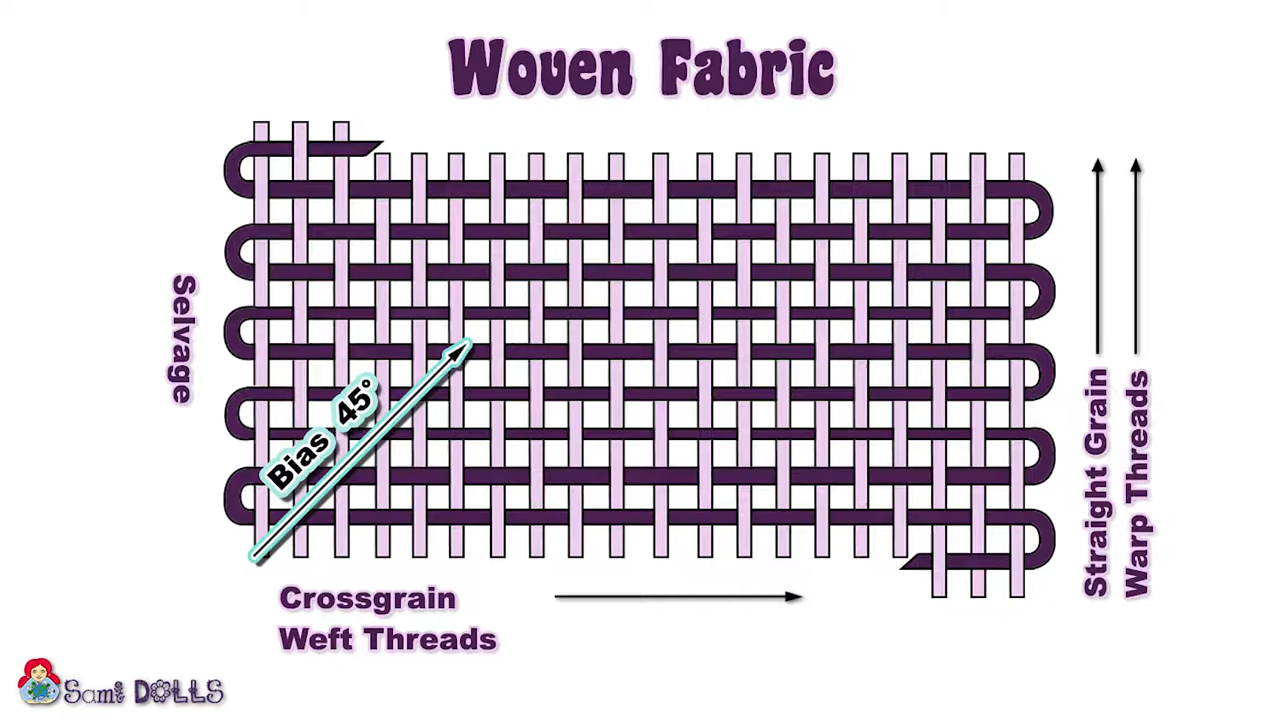 Woven Fabric
Selvage
Bias 45°
Straight Grain
Warp Threads
Crossgrain
Weft Threads
Sami DOLLS